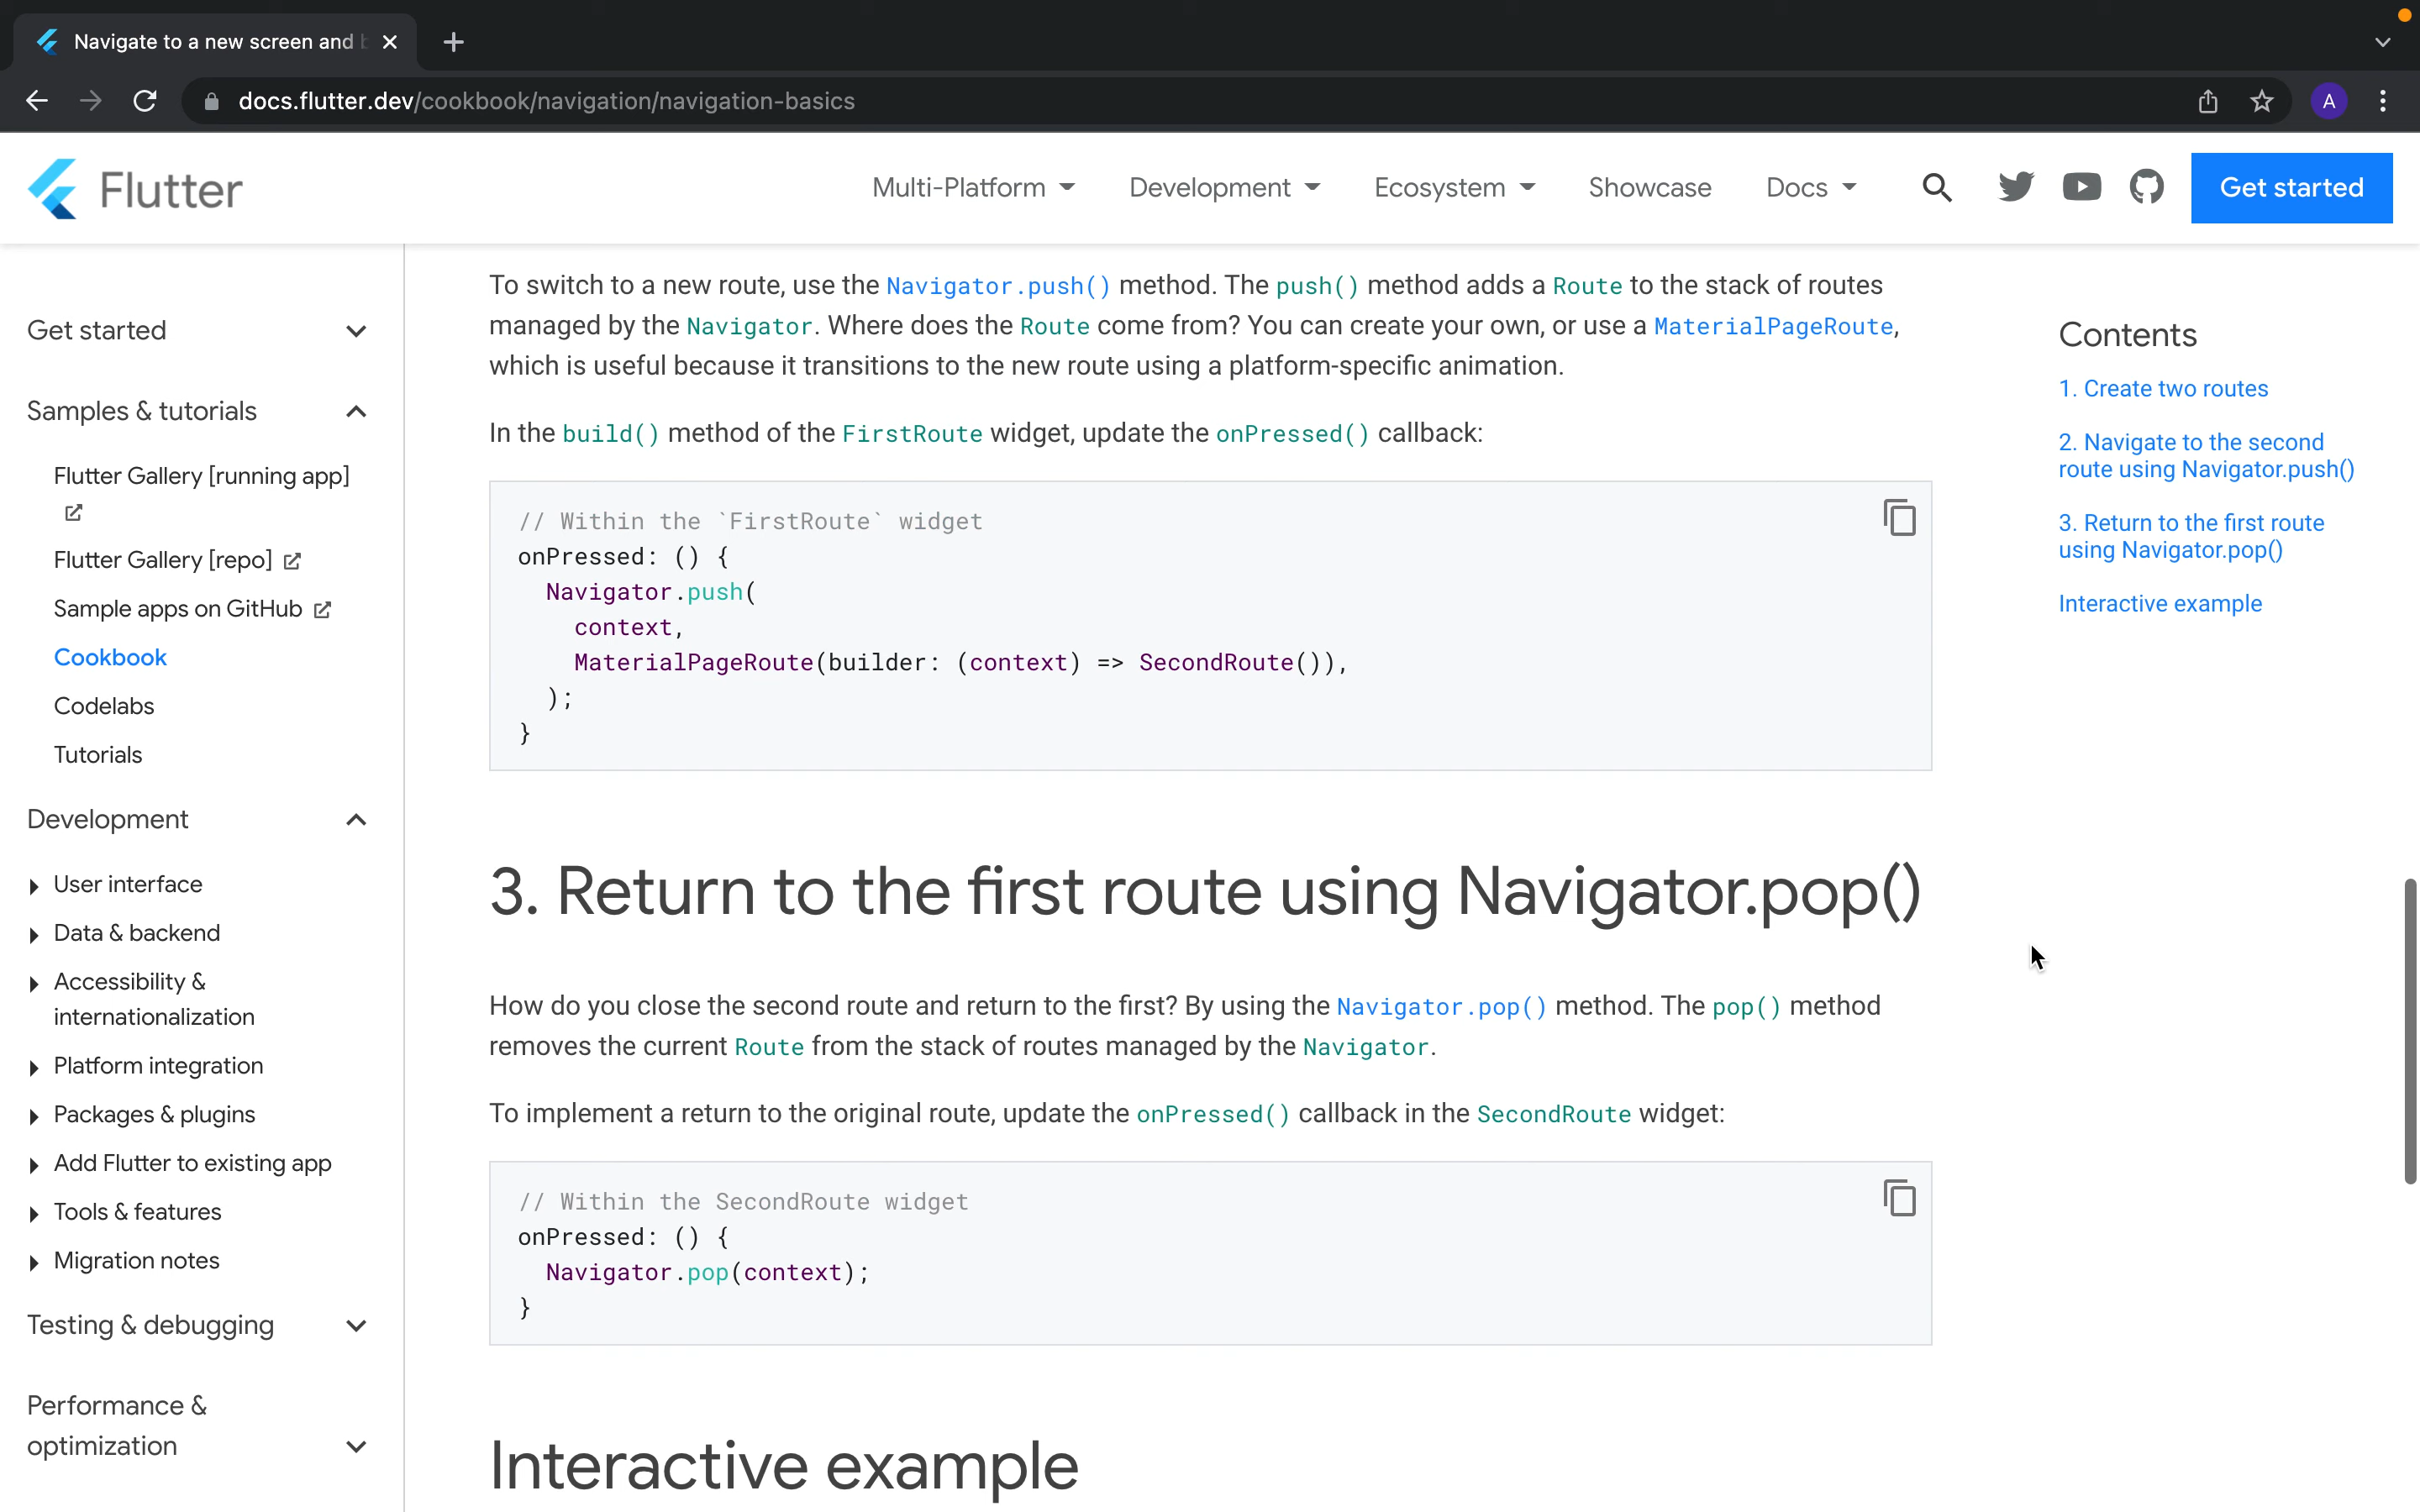 Navigate to a new screen and b
docs.flutter.dev/cookbook/navigation/navigation-basics
A
Flutter
Multi-Platform
Development
Ecosystem
Showcase
Docs
Get started
Get started
Samples & tutorials
Flutter Gallery [running app]
Flutter Gallery [repo]
Sample apps on GitHub
Cookbook
Codelabs
Tutorials
Development
User interface
Data & backend
Accessibility &
internationalization
Platform integration
Packages & plugins
Add Flutter to existing app
Tools & features
Migration notes
Testing & debugging
Performance &
optimization
To switch to a new route, use the Navigator.push() method. The push() method adds a Route to the stack of routes
managed by the Navigator. Where does the Route come from? You can create your own, or use a MaterialPageRoute,
which is useful because it transitions to the new route using a platform-specific animation.
In the build() method of the FirstRoute widget, update the onPressed() callback:
// Within the `FirstRoute` widget
onPressed: () {
  Navigator.push(
    context,
    MaterialPageRoute(builder: (context) => SecondRoute()),
  );
}
3. Return to the first route using Navigator.pop()
How do you close the second route and return to the first? By using the Navigator.pop() method. The pop() method
removes the current Route from the stack of routes managed by the Navigator.
To implement a return to the original route, update the onPressed() callback in the SecondRoute widget:
// Within the SecondRoute widget
onPressed: () {
  Navigator.pop(context);
}
Interactive example
Contents
1. Create two routes
2. Navigate to the second
route using Navigator.push()
3. Return to the first route
using Navigator.pop()
Interactive example